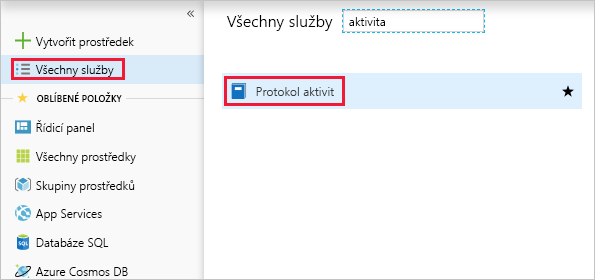 «
Vytvořit prostředek
Všechny služby
OBLÍBENÉ POLOŽKY
Řídicí panel
Všechny prostředky
Skupiny prostředků
App Services
SQL
Databáze SQL
Azure Cosmos DB
Všechny služby
aktivita
Protokol aktivit